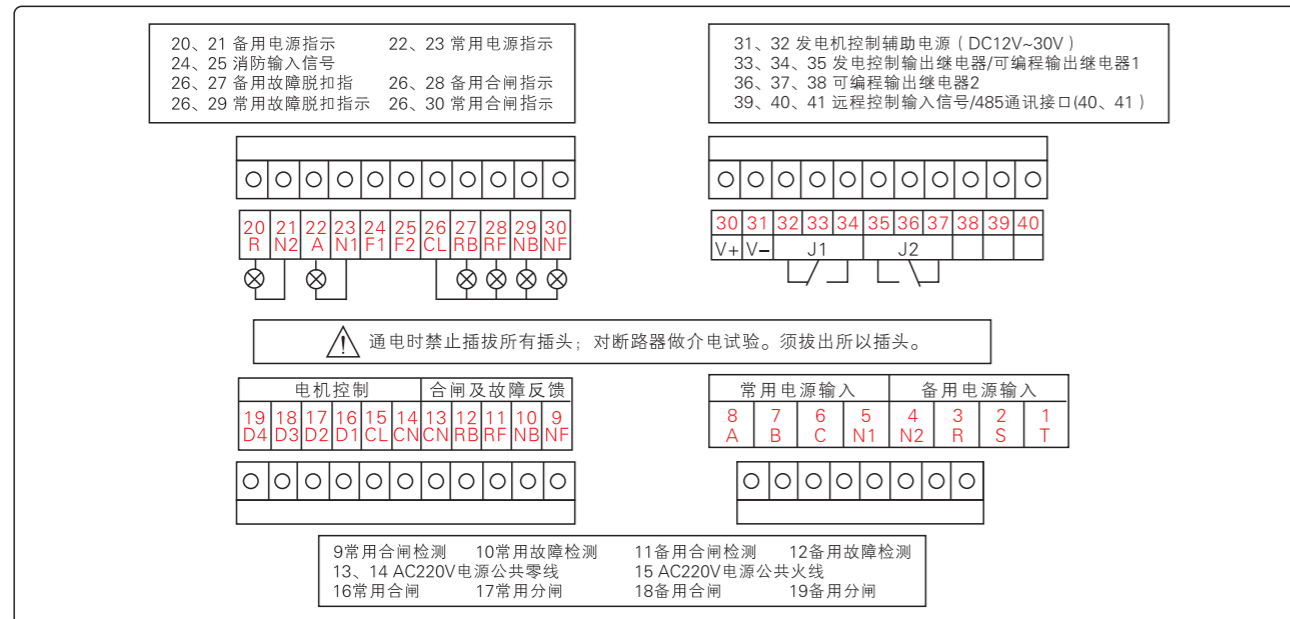 20、21 备用电源指示 22、23 常用电源指示
24、25 消防输入信号
26、27 备用故障脱扣指 26、28 备用合闸指示
26、29 常用故障脱扣指示 26、30 常用合闸指示
31、32 发电机控制辅助电源（DC12V~30V）
33、34、35 发电控制输出继电器/可编程输出继电器1
36、37、38 可编程输出继电器2
39、40、41 远程控制输入信号/485通讯接口(40、41）
20 21 22 23 24 25 26 27 28 29 30
R N2 A N1 F1 F2 CL RB RF NB NF
30 31 32 33 34 35 36 37 38 39 40
V+ V− J1 J2
通电时禁止插拔所有插头；对断路器做介电试验。须拔出所以插头。
电机控制 合闸及故障反馈
19 18 17 16 15 14 13 12 11 10 9
D4 D3 D2 D1 CL CN CN RB RF NB NF
常用电源输入 备用电源输入
8 7 6 5 4 3 2 1
A B C N1 N2 R S T
9常用合闸检测 10常用故障检测 11备用合闸检测 12备用故障检测
13、14 AC220V电源公共零线 15 AC220V电源公共火线
16常用合闸 17常用分闸 18备用合闸 19备用分闸